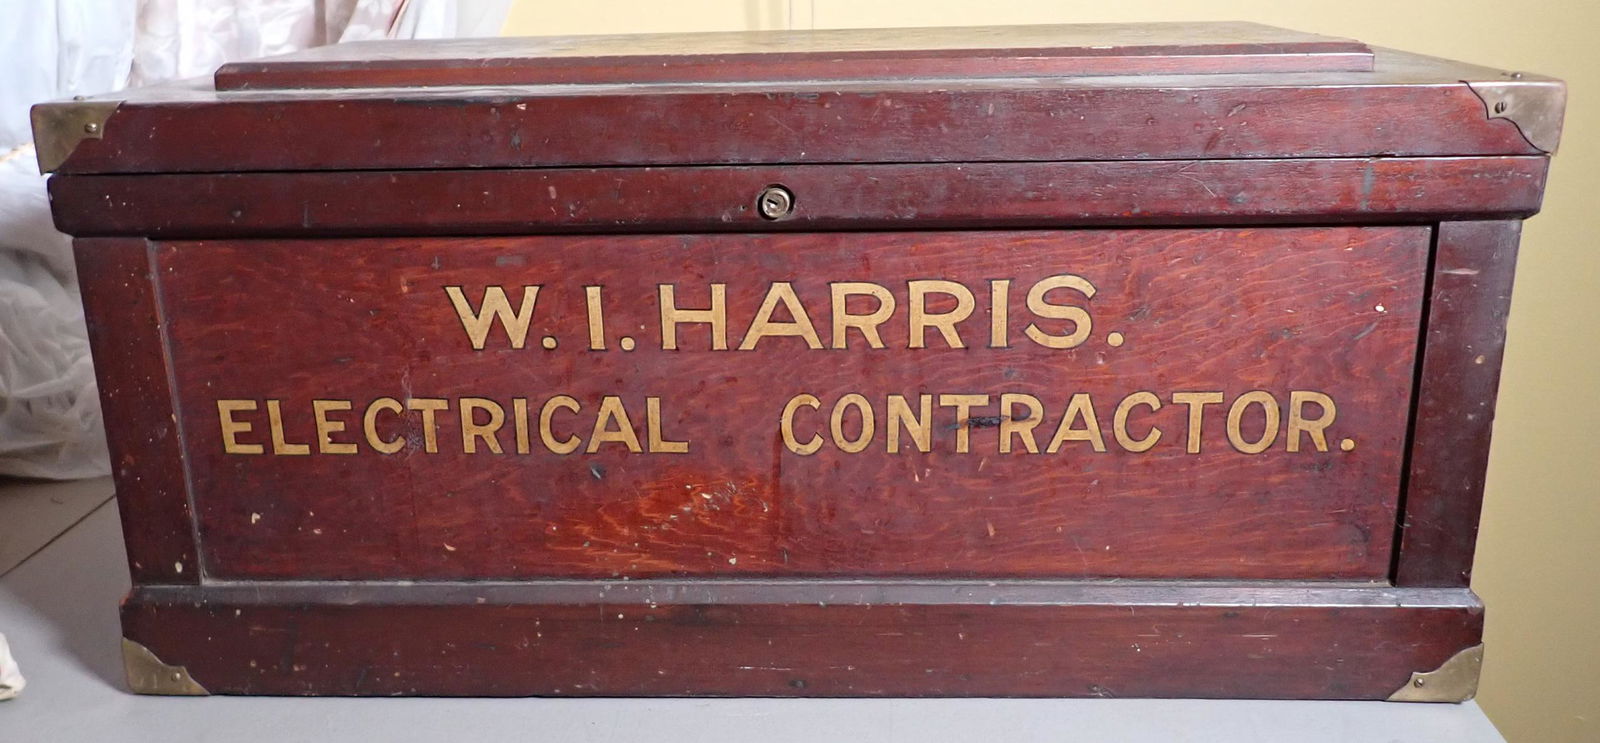 W. I. HARRIS.
ELECTRICAL CONTRACTOR.